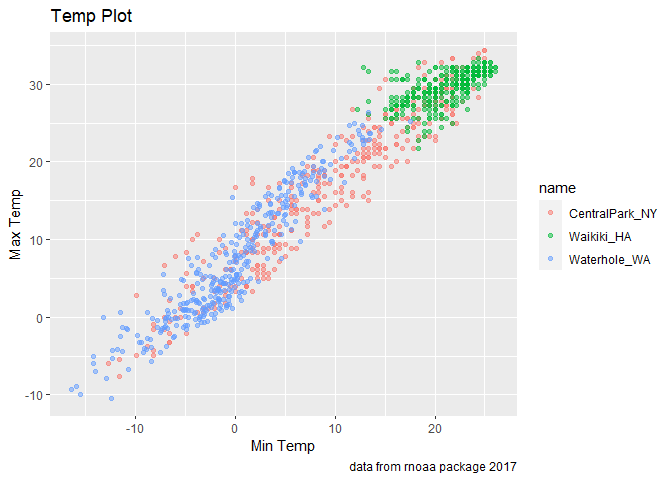 Temp Plot
30
20
10
0
-10
-10
0
10
20
Max Temp
Min Temp
name
CentralPark_NY
Waikiki_HA
Waterhole_WA
data from rnoaa package 2017